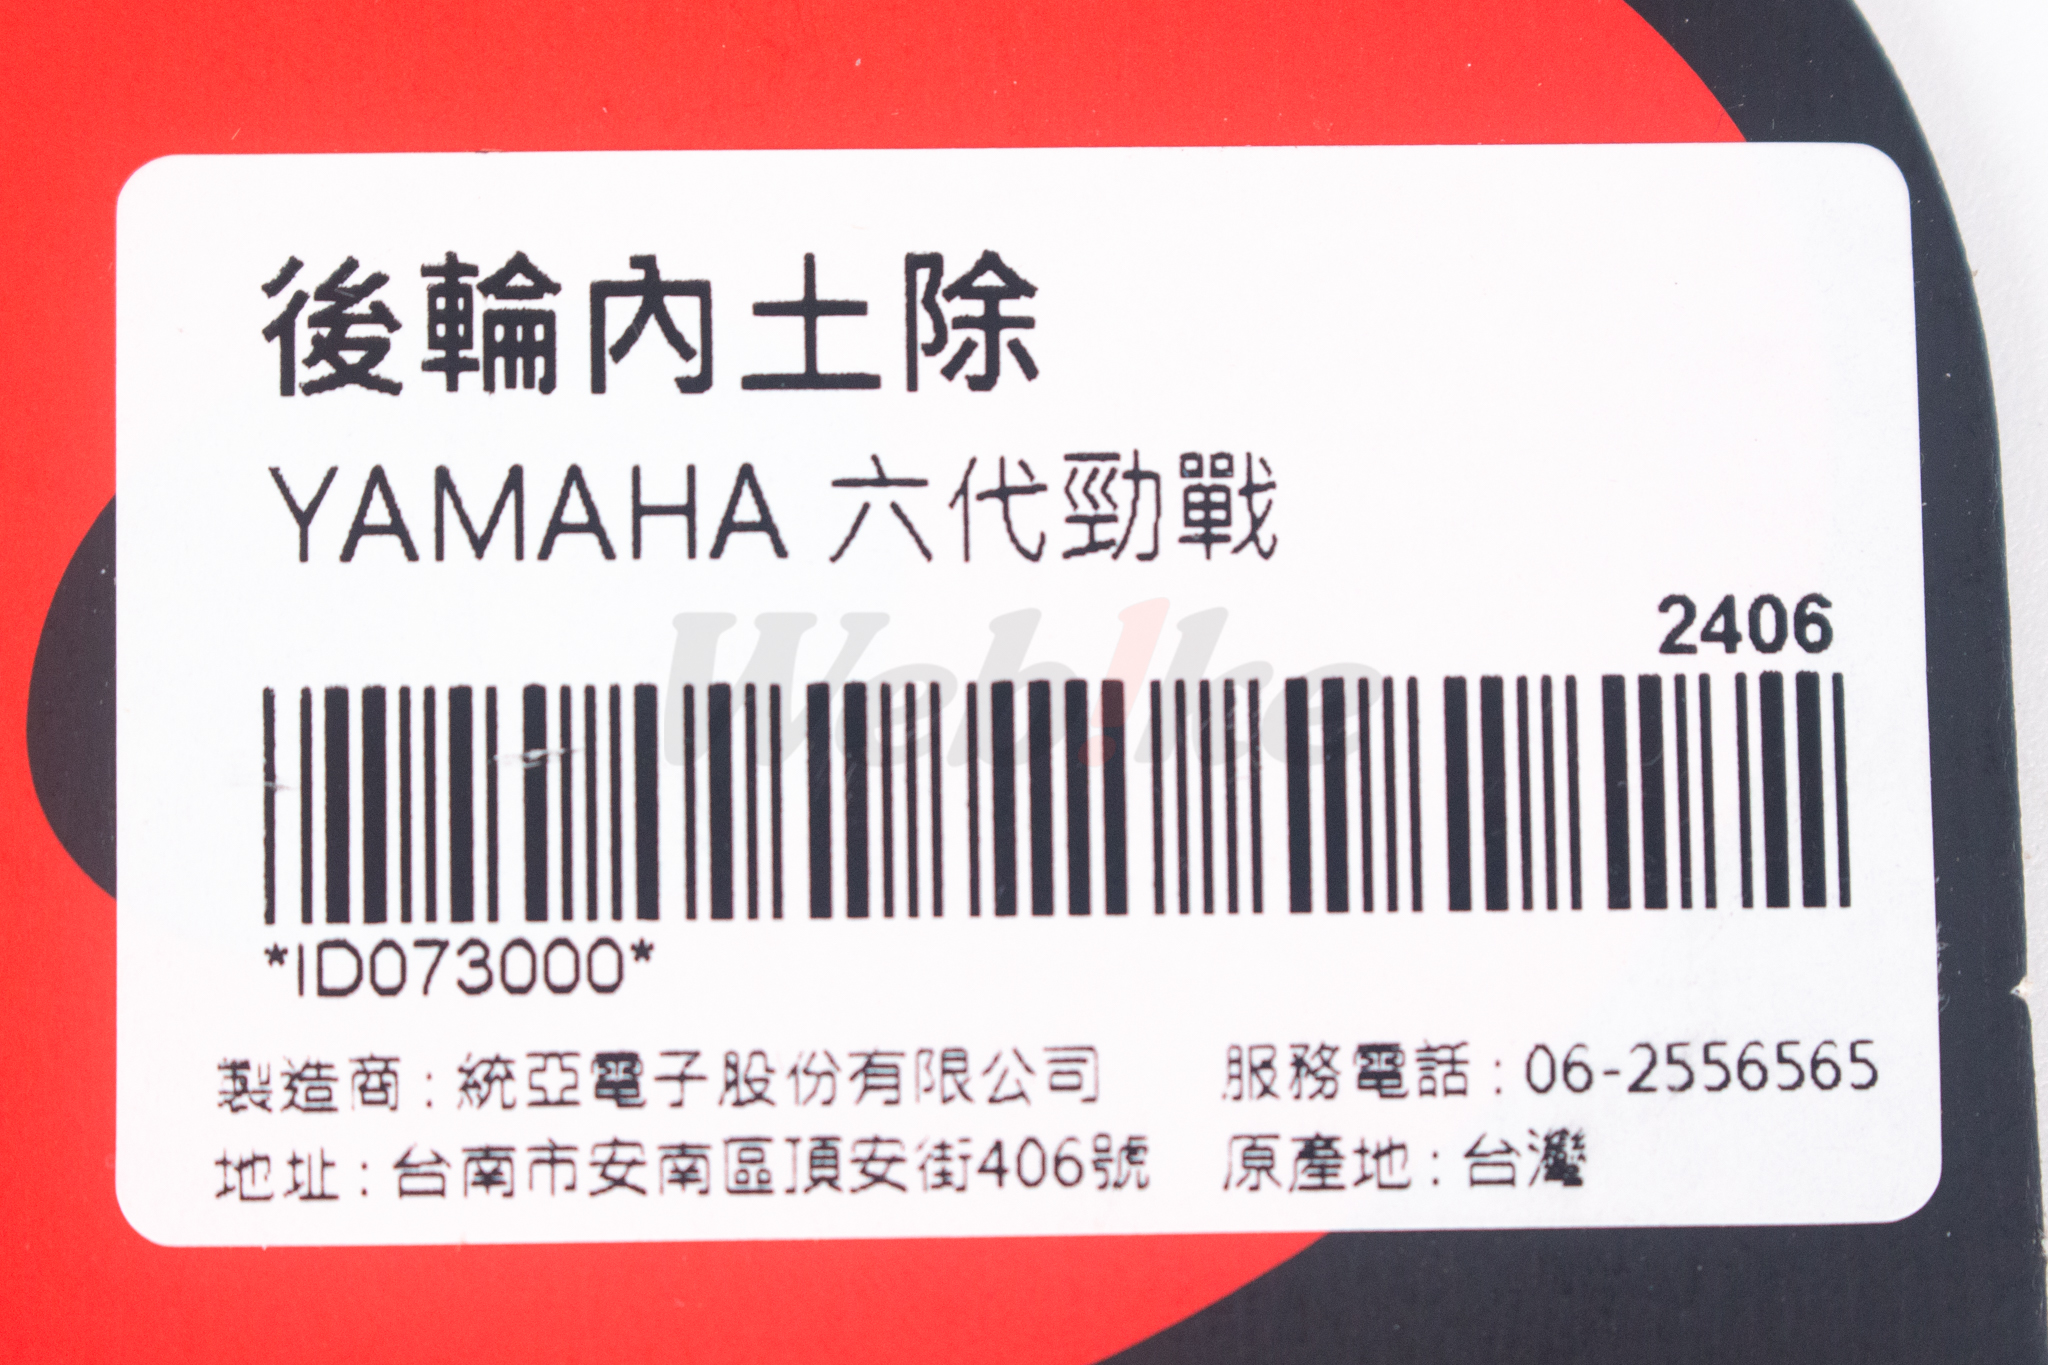 後輪內土除
YAMAHA 六代勁戰
2406
Web!ke
*ID073000*
製造商：統亞電子股份有限公司 服務電話：06-2556565
地址：台南市安南區頂安街406號 原產地：台灣